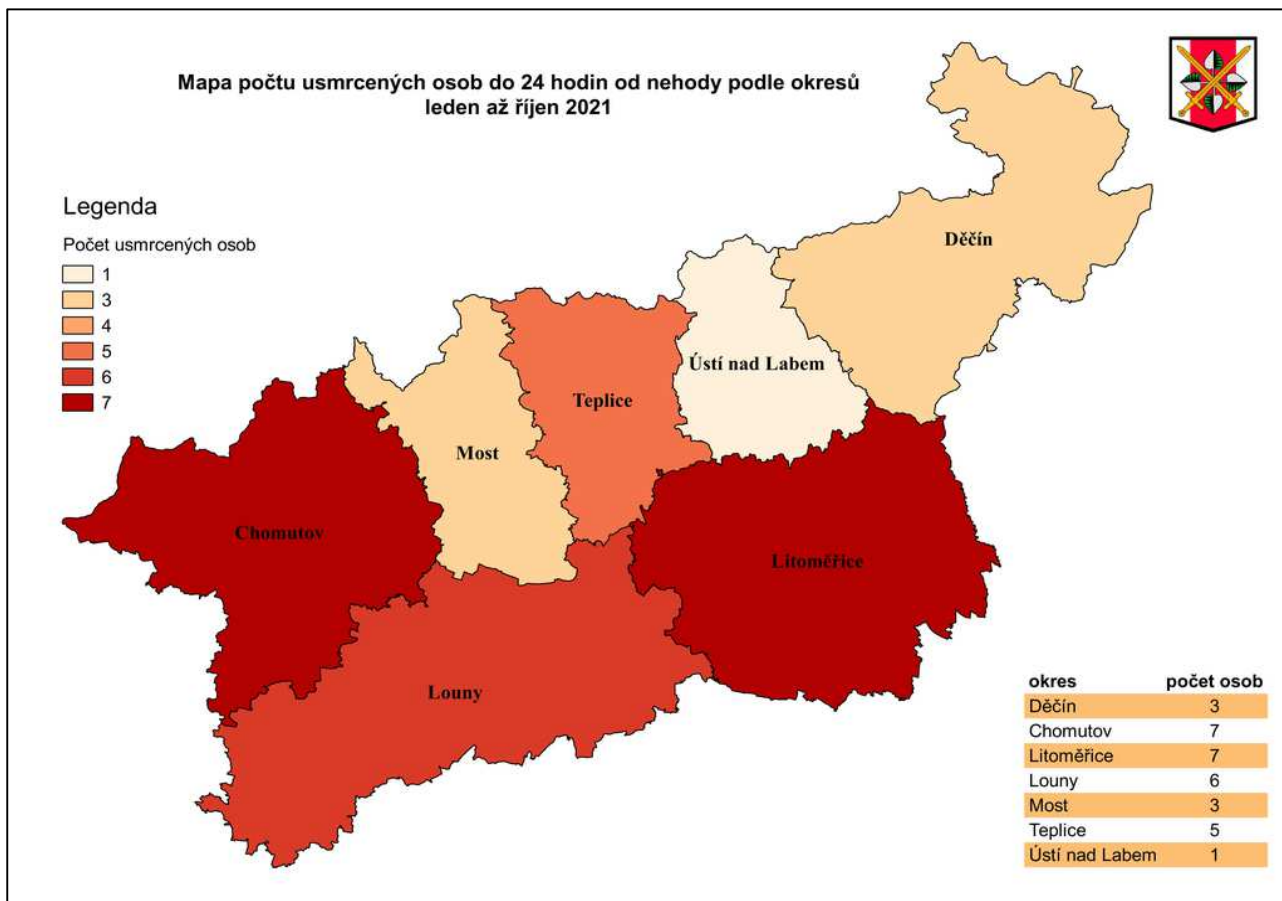 Mapa počtu usmrcených osob do 24 hodin od nehody podle okresů
leden až říjen 2021
Legenda
Počet usmrcených osob
1
3
4
5
6
7
Děčín
Ústí nad Labem
Teplice
Most
Chomutov
Litoměřice
Louny
okres počet osob
Děčín 3
Chomutov 7
Litoměřice 7
Louny 6
Most 3
Teplice 5
Ústí nad Labem 1